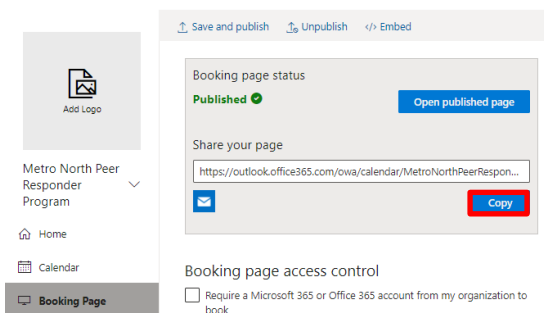 Save and publish Unpublish </> Embed
Add Logo
Booking page status
Published
Open published page
Share your page
https://outlook.office365.com/owa/calendar/MetroNorthPeerRespon...
Copy
Metro North Peer
Responder
Program
Home
Calendar
Booking Page
Booking page access control
Require a Microsoft 365 or Office 365 account from my organization to
book